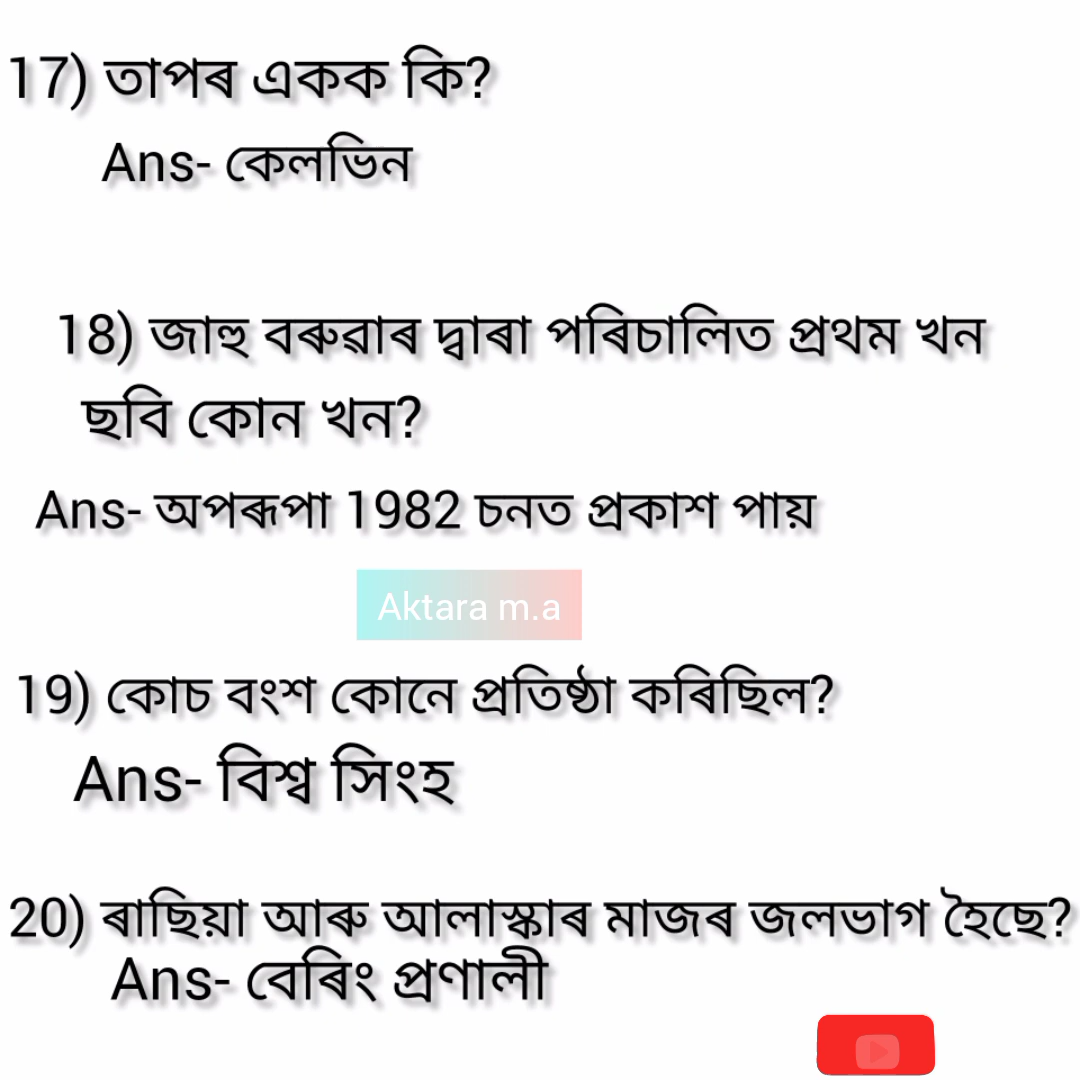 17) তাপৰ একক কি?
Ans- কেলভিন
18) জাহু বৰুৱাৰ দ্বাৰা পৰিচালিত প্ৰথম খন
ছবি কোন খন?
Ans- অপৰূপা 1982 চনত প্ৰকাশ পায়
Aktara m.a
19) কোচ বংশ কোনে প্ৰতিষ্ঠা কৰিছিল?
Ans- বিশ্ব সিংহ
20) ৰাছিয়া আৰু আলাস্কাৰ মাজৰ জলভাগ হৈছে?
Ans- বেৰিং প্ৰণালী